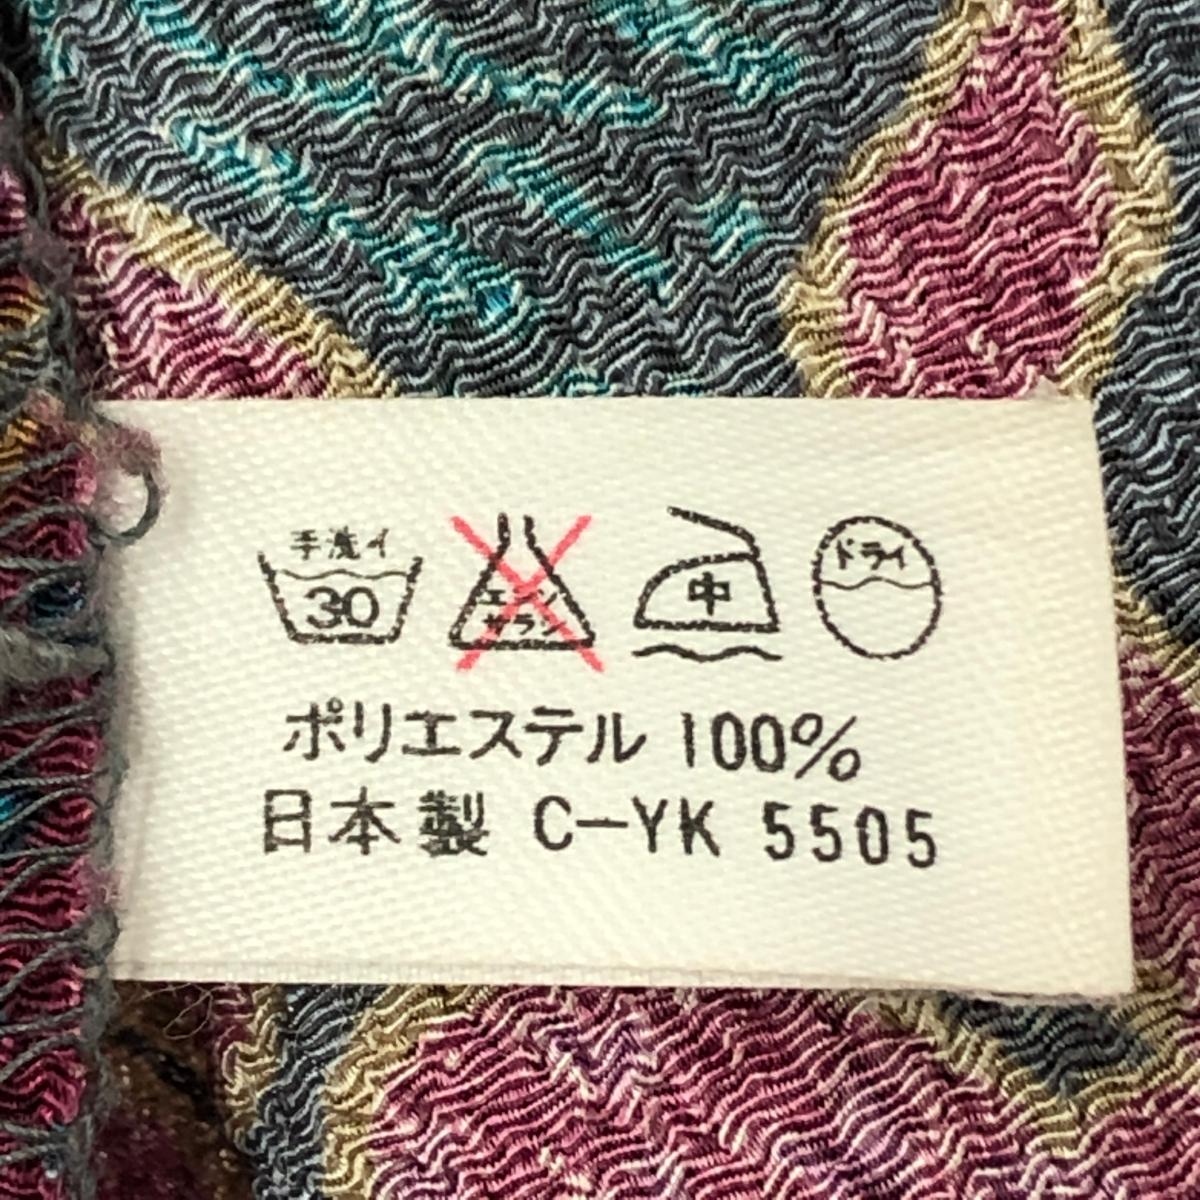 手洗イ
30
エンソ
サラシ
中
ドライ
ポリエステル 100%
日本製 C-YK 5505